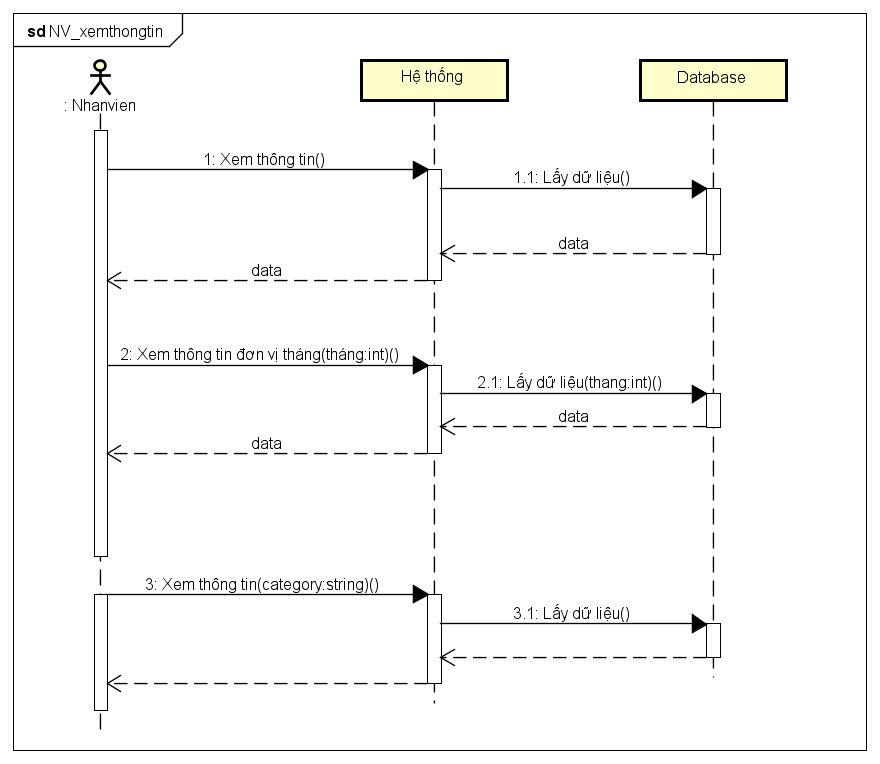 sd NV_xemthongtin
: Nhanvien
Hệ thống
Database
1: Xem thông tin()
1.1: Lấy dữ liệu()
data
data
2: Xem thông tin đơn vị tháng(tháng:int)()
2.1: Lấy dữ liệu(thang:int)()
data
data
3: Xem thông tin(category:string)()
3.1: Lấy dữ liệu()